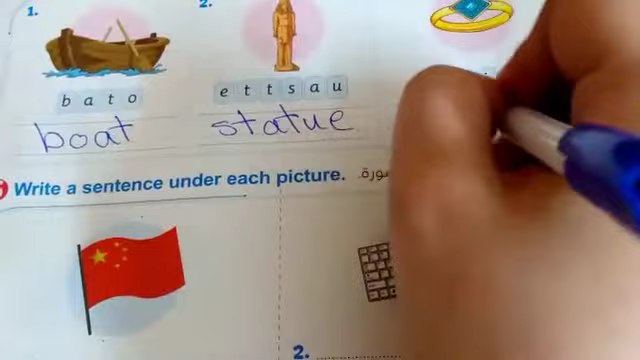 1.
2.
b a t o
e t t s a u
boat
statue
Write a sentence under each picture.
2.